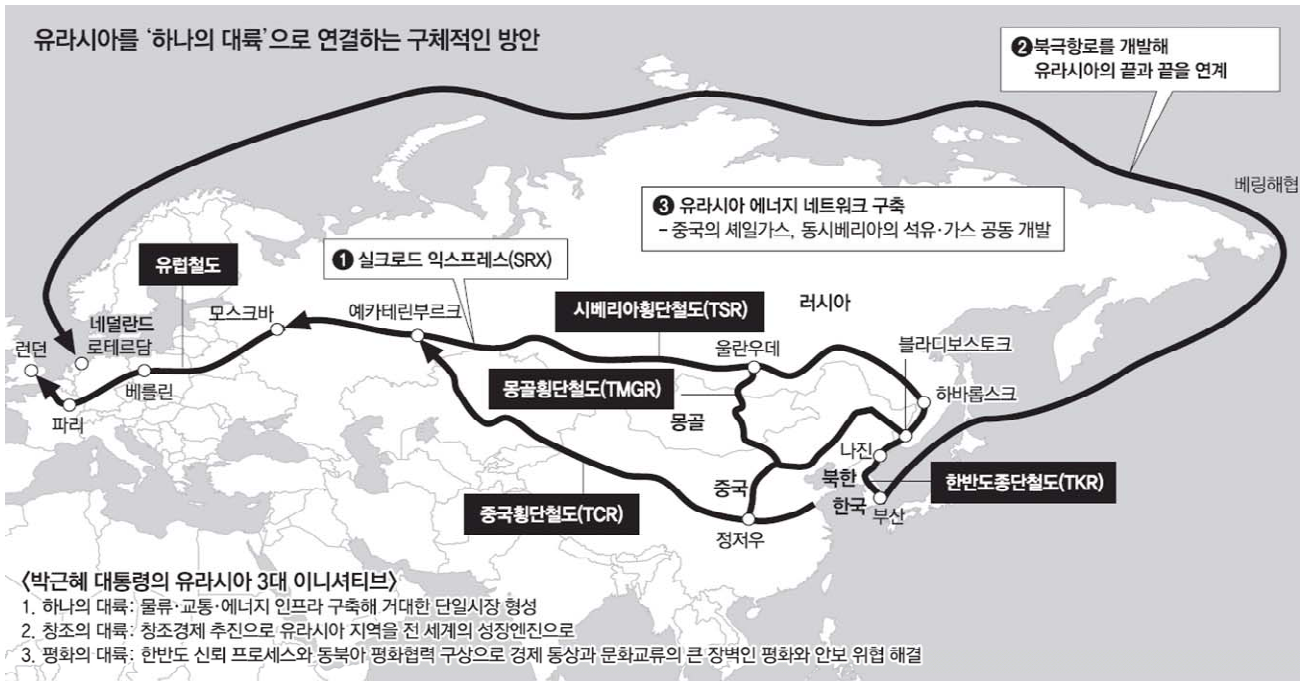 유라시아를 '하나의 대륙'으로 연결하는 구체적인 방안
❷북극항로를 개발해
유라시아의 끝과 끝을 연계
베링해협
❸ 유라시아 에너지 네트워크 구축
– 중국의 셰일가스, 동시베리아의 석유·가스 공동 개발
❶ 실크로드 익스프레스(SRX)
유럽철도
러시아
시베리아횡단철도(TSR)
모스크바
예카테린부르크
네덜란드
로테르담
런던
울란우데
블라디보스토크
베를린
몽골횡단철도(TMGR)
하바롭스크
파리
몽골
나진
북한
한반도종단철도(TKR)
중국
한국
부산
중국횡단철도(TCR)
정저우
〈박근혜 대통령의 유라시아 3대 이니셔티브〉
1. 하나의 대륙: 물류·교통·에너지 인프라 구축해 거대한 단일시장 형성
2. 창조의 대륙: 창조경제 추진으로 유라시아 지역을 전 세계의 성장엔진으로
3. 평화의 대륙: 한반도 신뢰 프로세스와 동북아 평화협력 구상으로 경제 통상과 문화교류의 큰 장벽인 평화와 안보 위협 해결